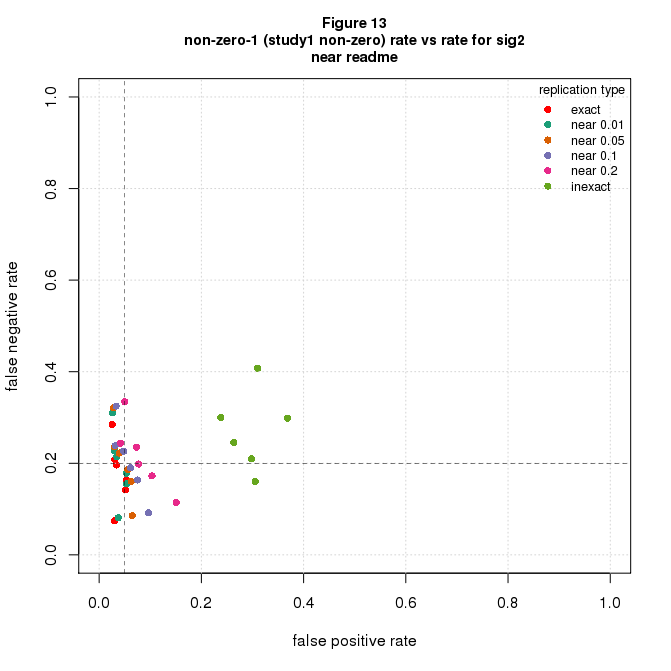 Figure 13
non-zero-1 (study1 non-zero) rate vs rate for sig2
near readme
replication type
exact
near 0.01
near 0.05
near 0.1
near 0.2
inexact
false negative rate
1.0
0.8
0.6
0.4
0.2
0.0
0.0 0.2 0.4 0.6 0.8 1.0
false positive rate